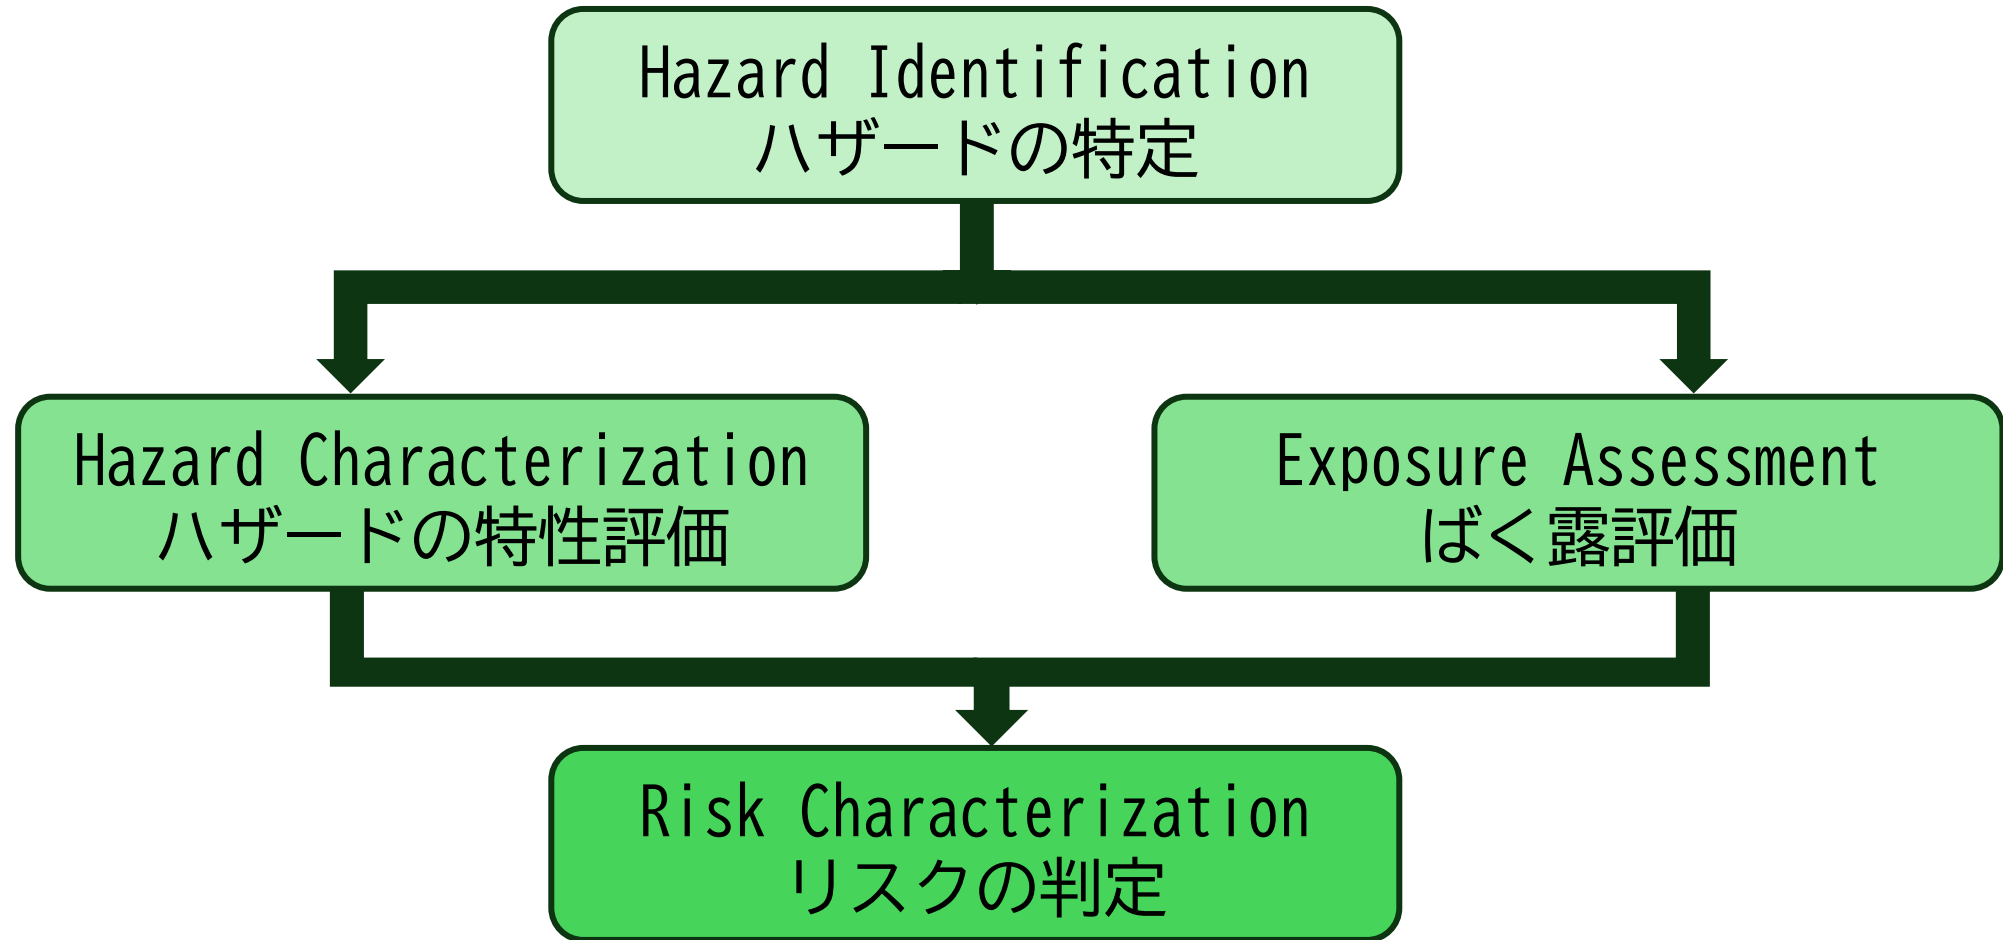 Hazard Identification
ハザードの特定
Hazard Characterization
ハザードの特性評価
Exposure Assessment
ばく露評価
Risk Characterization
リスクの判定